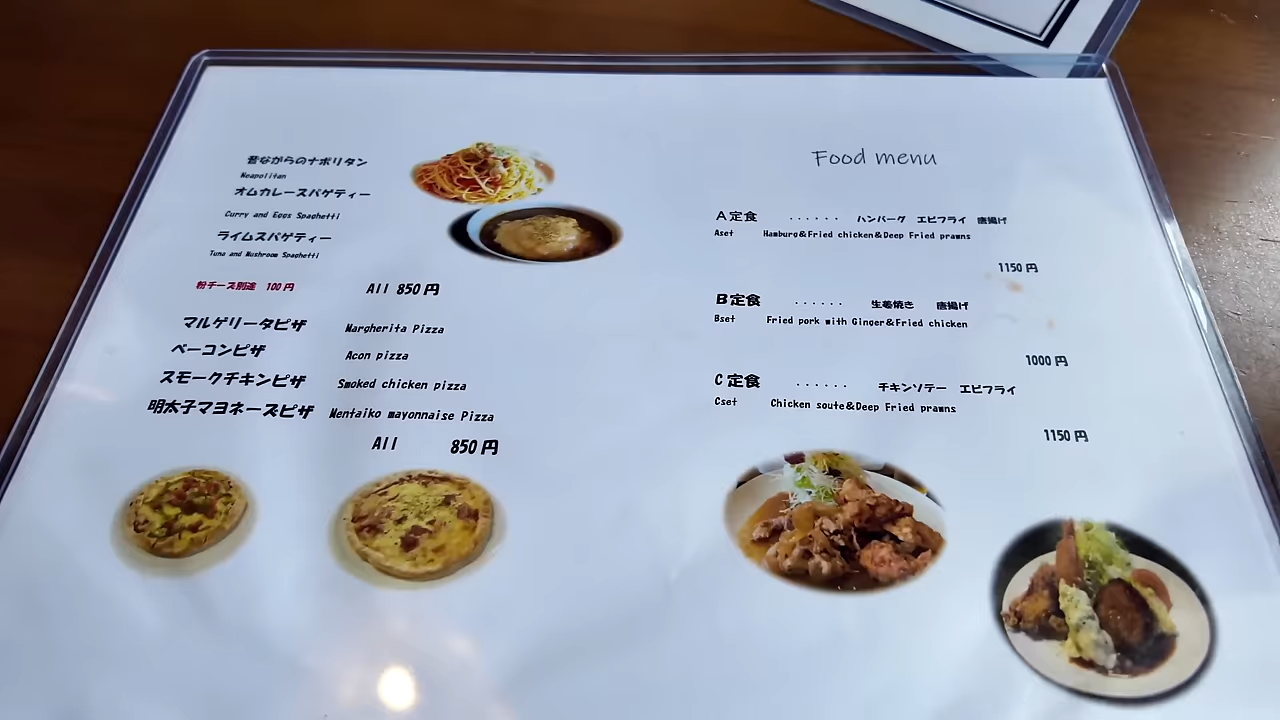 昔ながらのナポリタン
Neapolitan
オムカレースパゲティー
Curry and Eggs Spaghetti
ライムスパゲティー
Tuna and Mushroom Spaghetti
粉チーズ別途 100円
All 850円
マルゲリータピザ Margherita Pizza
ベーコンピザ Acon pizza
スモークチキンピザ Smoked chicken pizza
明太子マヨネーズピザ Mentaiko mayonnaise Pizza
All 850円
Food menu
A定食 ・・・・・・ ハンバーグ エビフライ 唐揚げ
Aset Hamburg&Fried chicken&Deep Fried prawns
1150円
B定食 ・・・・・・ 生姜焼き 唐揚げ
Bset Fried pork with Ginger&Fried chicken
1000円
C定食 ・・・・・・ チキンソテー エビフライ
Cset Chicken soute&Deep Fried prawns
1150円